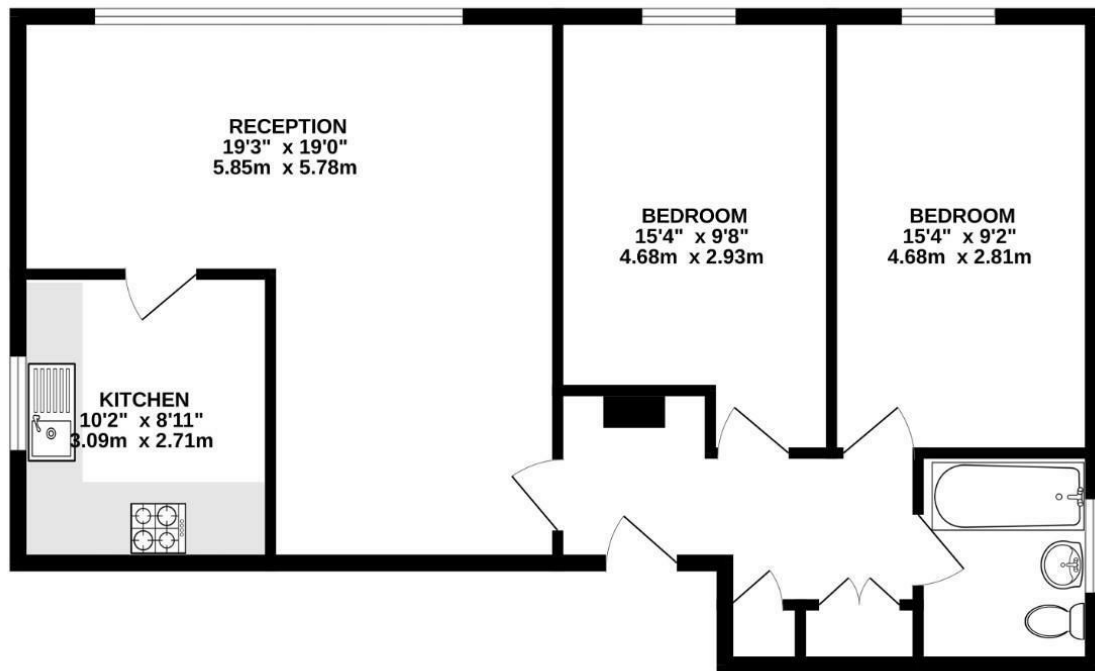 RECEPTION
19'3" x 19'0"
5.85m x 5.78m
BEDROOM
15'4" x 9'8"
4.68m x 2.93m
BEDROOM
15'4" x 9'2"
4.68m x 2.81m
KITCHEN
10'2" x 8'11"
3.09m x 2.71m